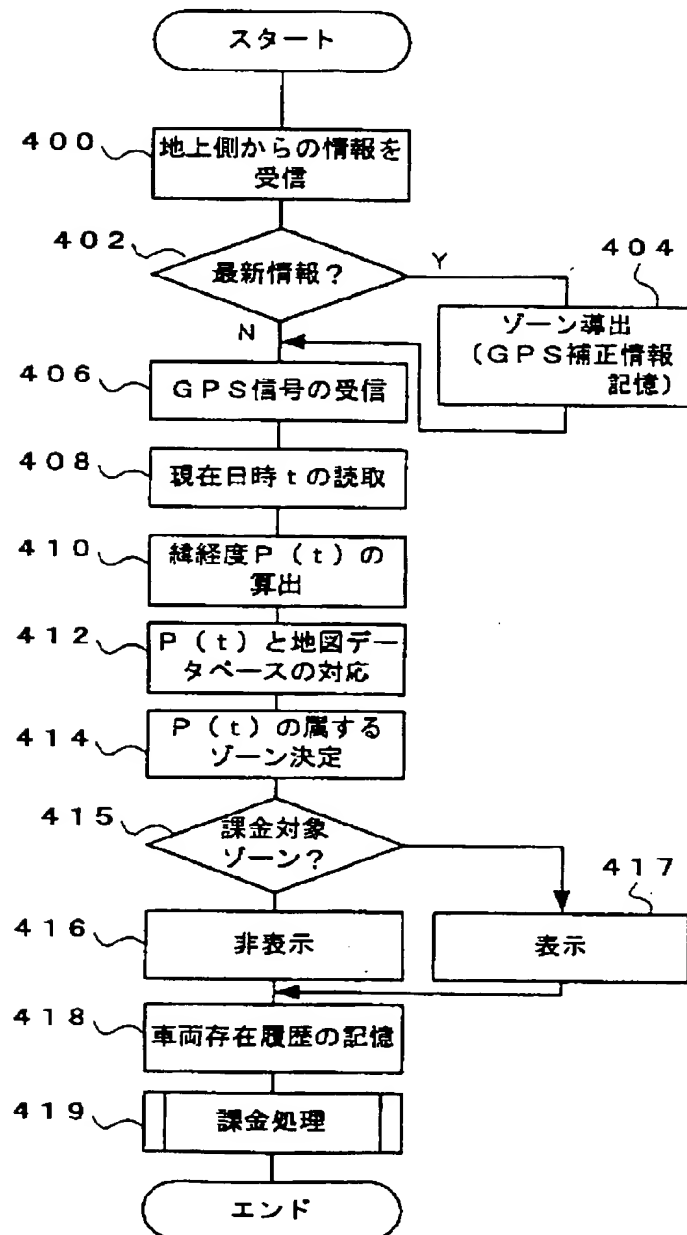 スタート
400
地上側からの情報を
受信
402
最新情報?
Y
N
404
ゾーン導出
(GPS補正情報
記憶)
406
GPS信号の受信
408
現在日時tの読取
410
緯経度P(t)の
算出
412
P(t)と地図デー
タベースの対応
414
P(t)の属する
ゾーン決定
415
課金対象
ゾーン?
416
非表示
417
表示
418
車両存在履歴の記憶
419
課金処理
エンド